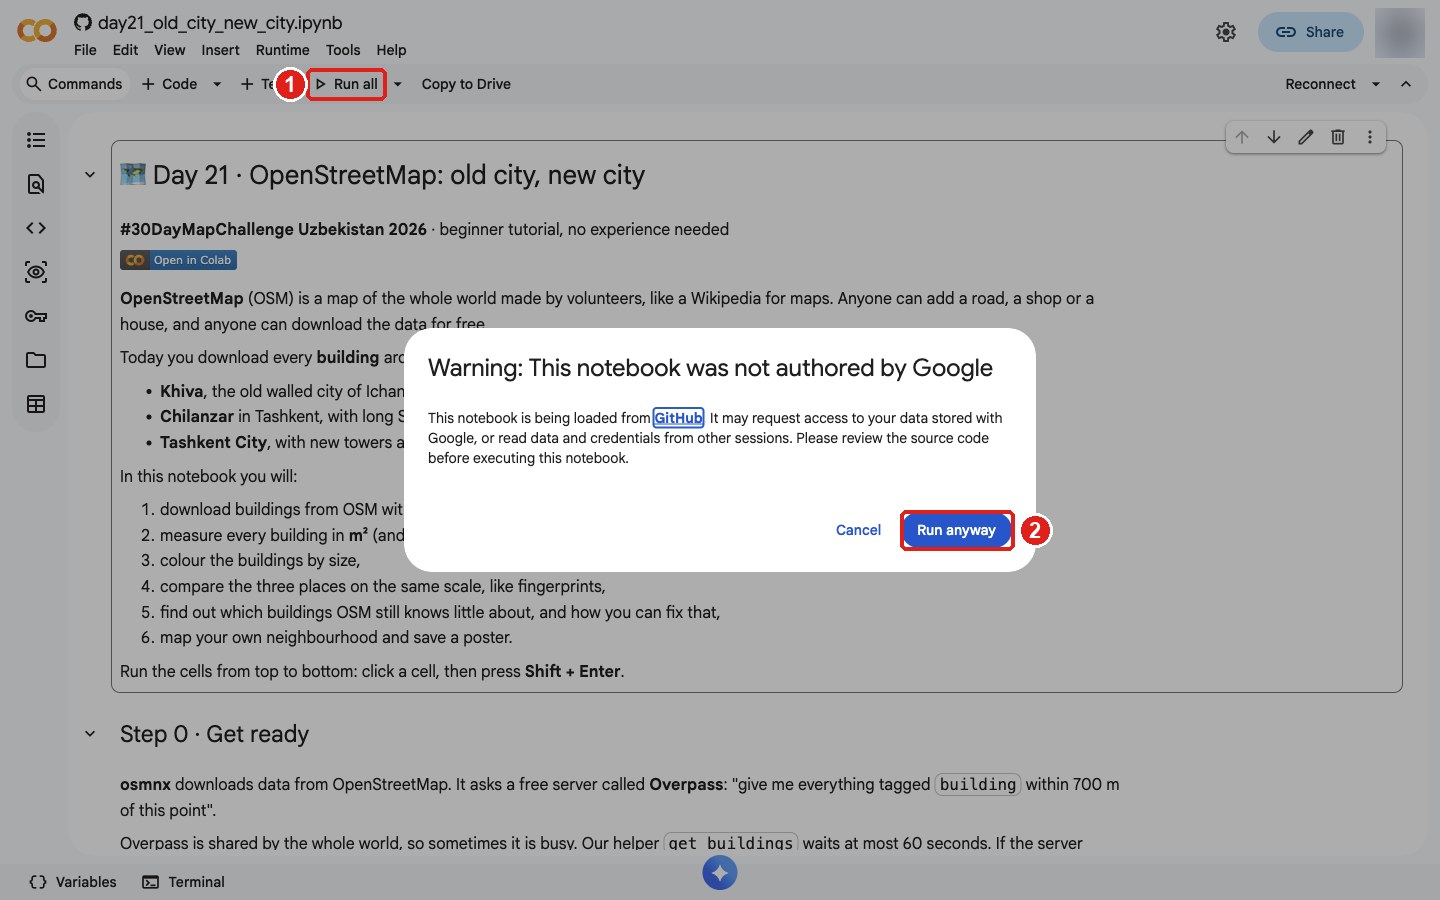 day21_old_city_new_city.ipynb
File Edit View Insert Runtime Tools Help
Share
Commands + Code + Te 1 Run all Copy to Drive
Reconnect
Day 21 · OpenStreetMap: old city, new city
#30DayMapChallenge Uzbekistan 2026 · beginner tutorial, no experience needed
Open in Colab
OpenStreetMap (OSM) is a map of the whole world made by volunteers, like a Wikipedia for maps. Anyone can add a road, a shop or a
house, and anyone can download the data for free
Today you download every building
• Khiva, the old walled city of Ichan
• Chilanzar in Tashkent, with long
• Tashkent City, with new towers
In this notebook you will:
1. download buildings from OSM
2. measure every building in m² (and
3. colour the buildings by size,
4. compare the three places on the same scale, like fingerprints,
5. find out which buildings OSM still knows little about, and how you can fix that,
6. map your own neighbourhood and save a poster.
Run the cells from top to bottom: click a cell, then press Shift + Enter.
Warning: This notebook was not authored by Google
This notebook is being loaded from GitHub. It may request access to your data stored with
Google, or read data and credentials from other sessions. Please review the source code
before executing this notebook.
Cancel Run anyway 2
Step 0 · Get ready
osmnx downloads data from OpenStreetMap. It asks a free server called Overpass: "give me everything tagged building within 700 m
of this point".
Overpass is shared by the whole world, so sometimes it is busy. Our helper get_buildings waits at most 60 seconds. If the server
Variables Terminal